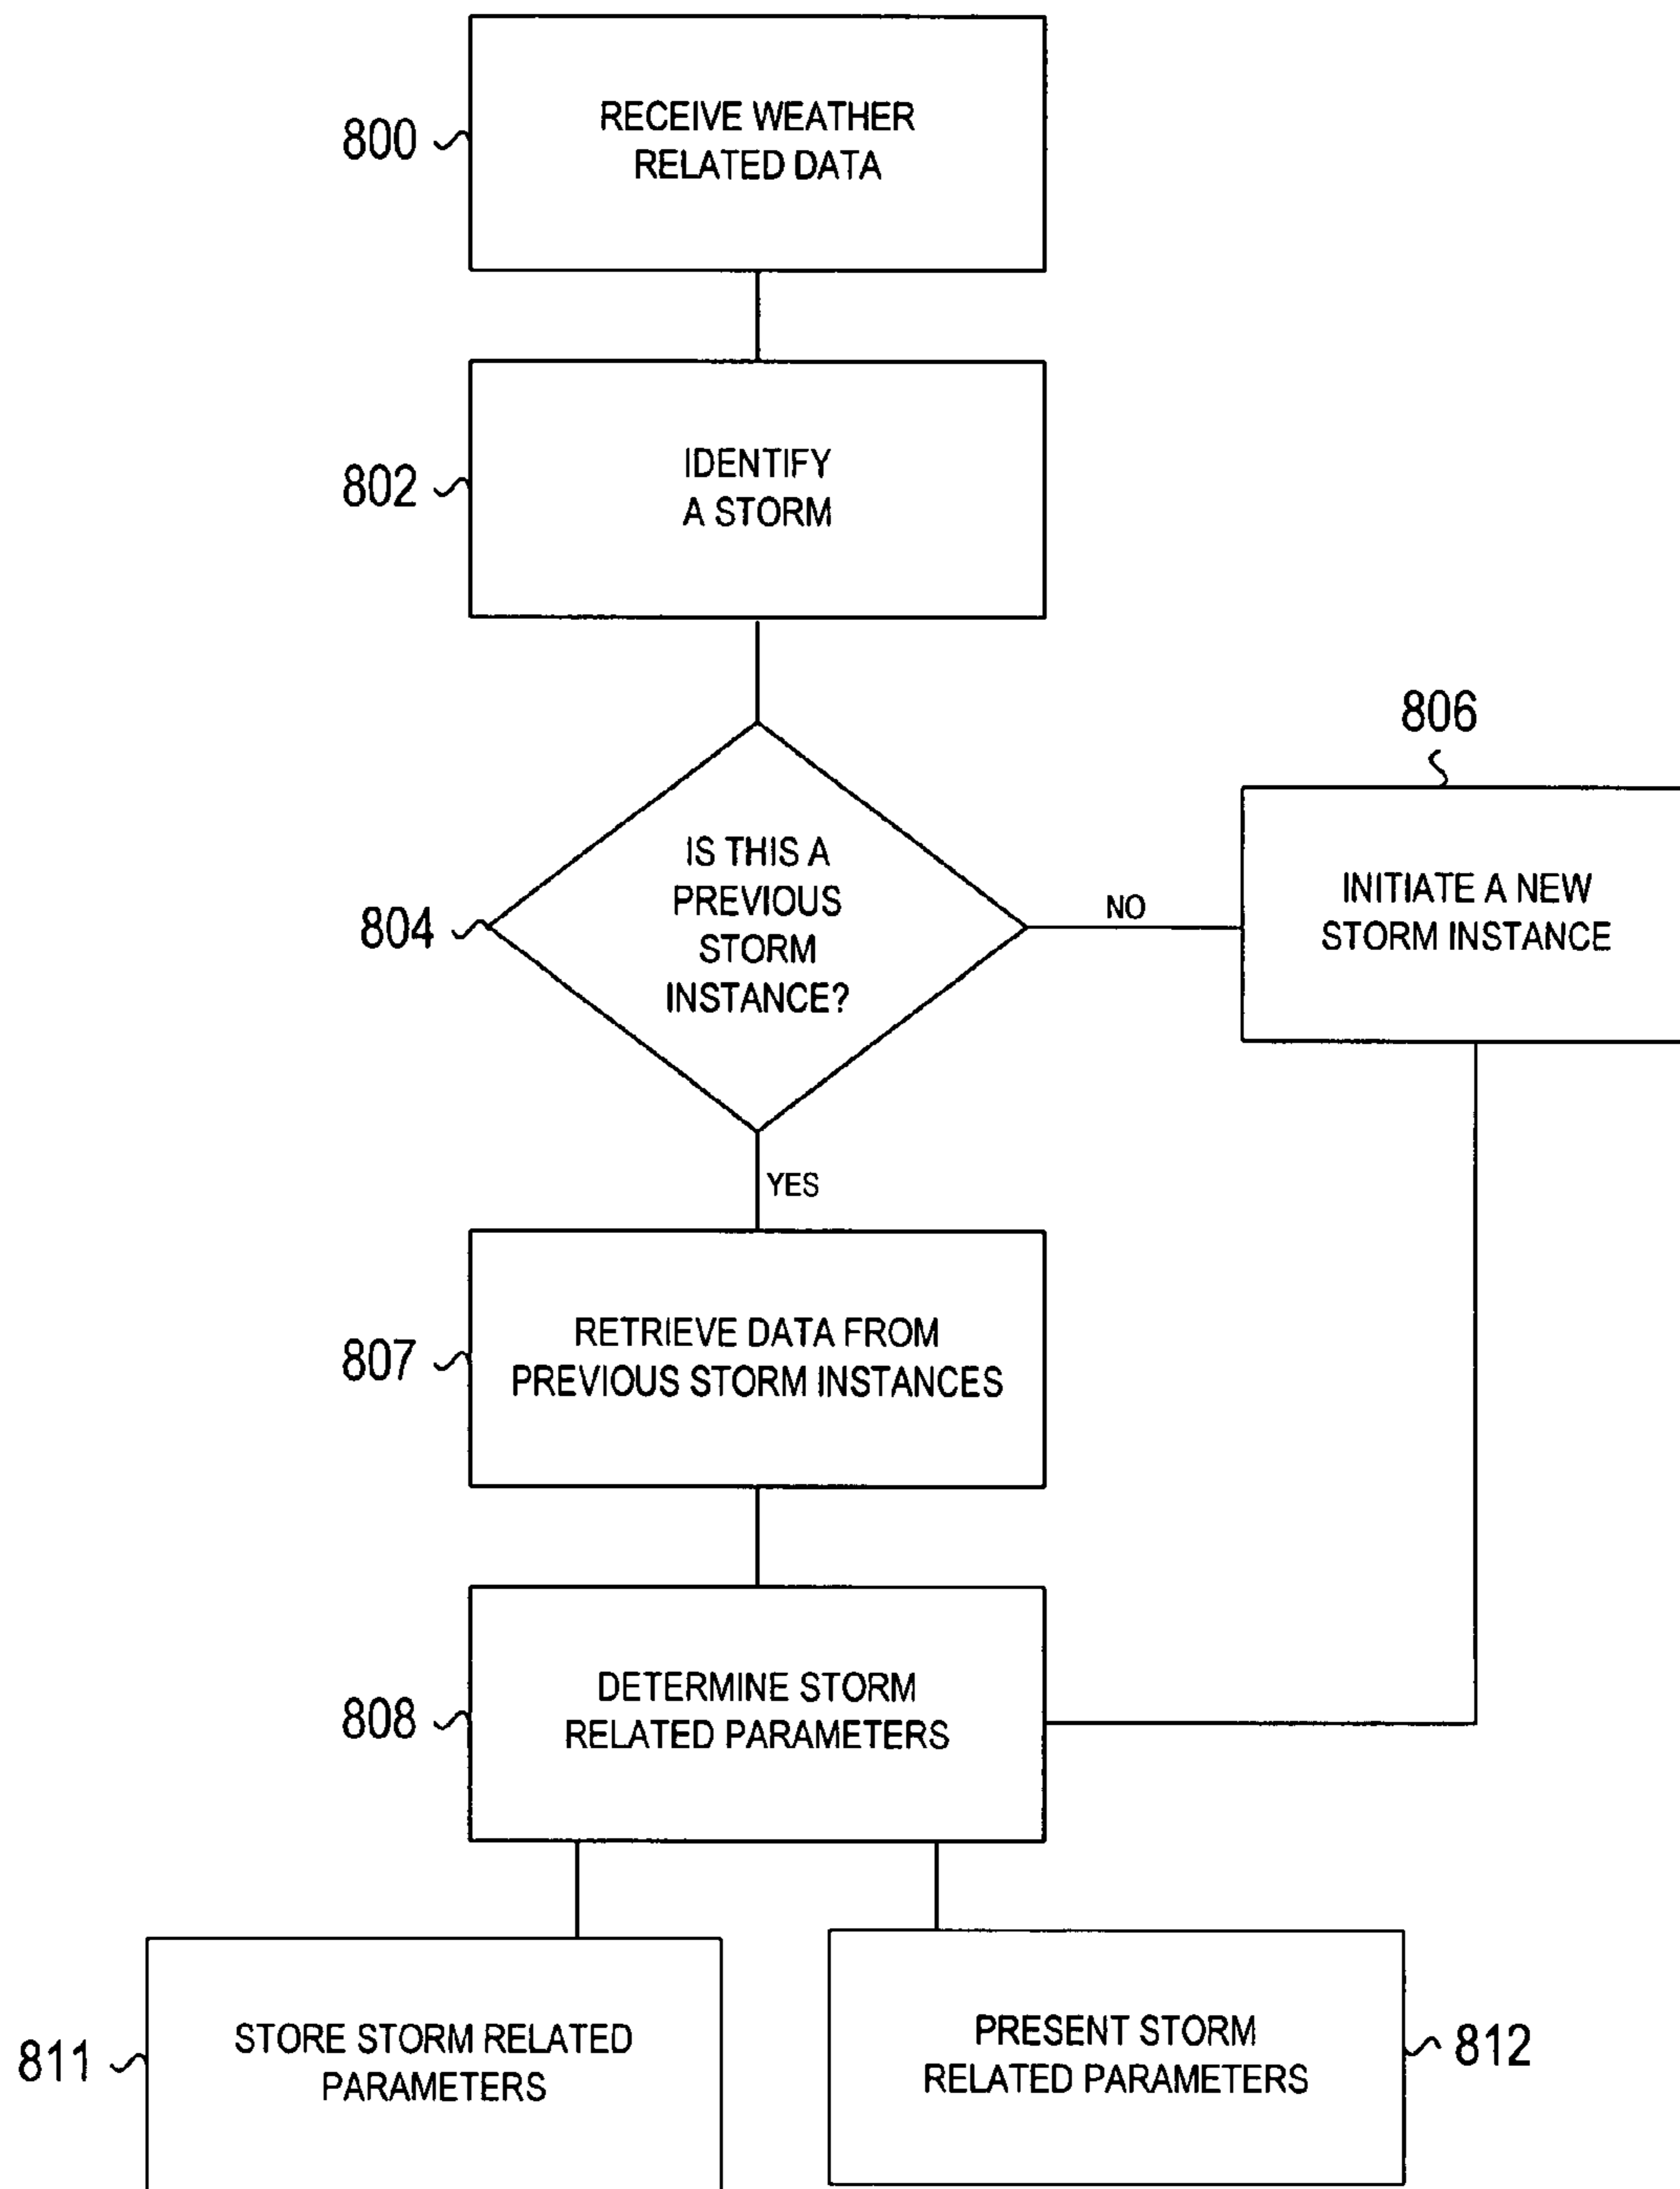 800
RECEIVE WEATHER
RELATED DATA
802
IDENTIFY
A STORM
804
IS THIS A
PREVIOUS
STORM
INSTANCE?
NO
806
INITIATE A NEW
STORM INSTANCE
YES
807
RETRIEVE DATA FROM
PREVIOUS STORM INSTANCES
808
DETERMINE STORM
RELATED PARAMETERS
811
STORE STORM RELATED
PARAMETERS
PRESENT STORM
RELATED PARAMETERS
812